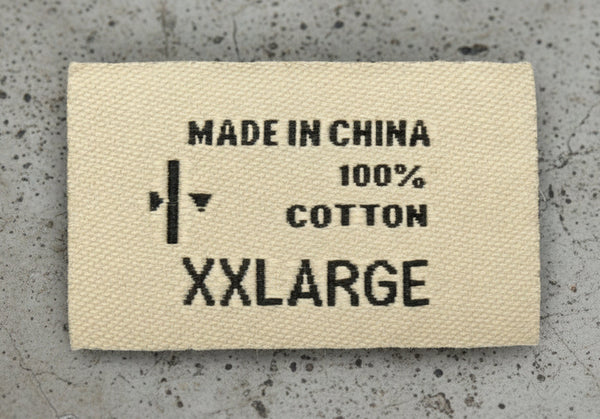 MADE IN CHINA
100%
COTTON
XXLARGE